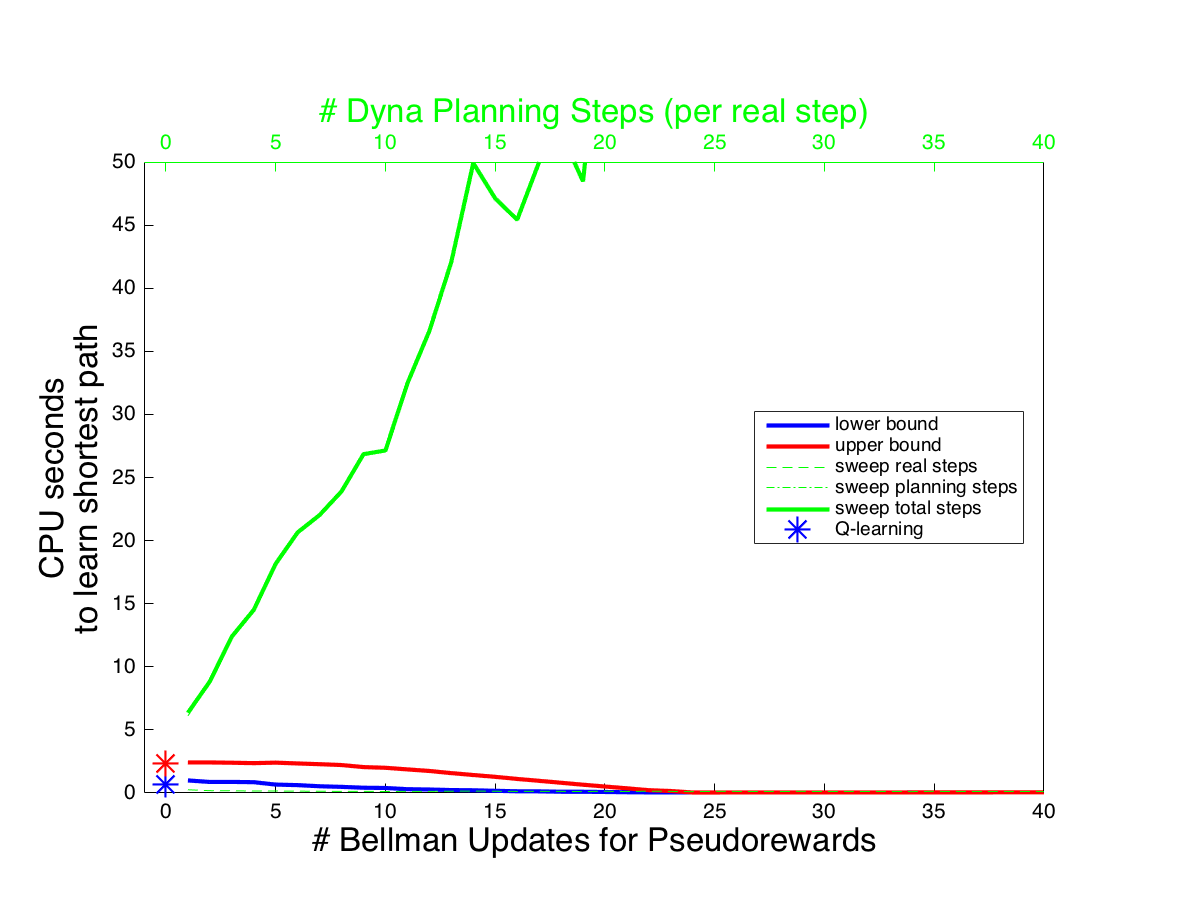 # Dyna Planning Steps (per real step)
0 5 10 15 20 25 30 35 40
50
45
40
35
30
25
20
15
10
5
0
CPU seconds
to learn shortest path
lower bound
upper bound
sweep real steps
sweep planning steps
sweep total steps
Q-learning
0 5 10 15 20 25 30 35 40
# Bellman Updates for Pseudorewards